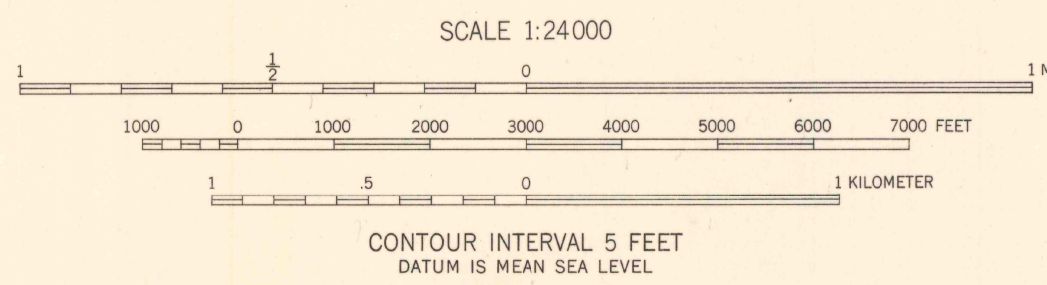 SCALE 1:24000
1 1/2 0 1
1000 0 1000 2000 3000 4000 5000 6000 7000 FEET
1 .5 0 1 KILOMETER
CONTOUR INTERVAL 5 FEET
DATUM IS MEAN SEA LEVEL